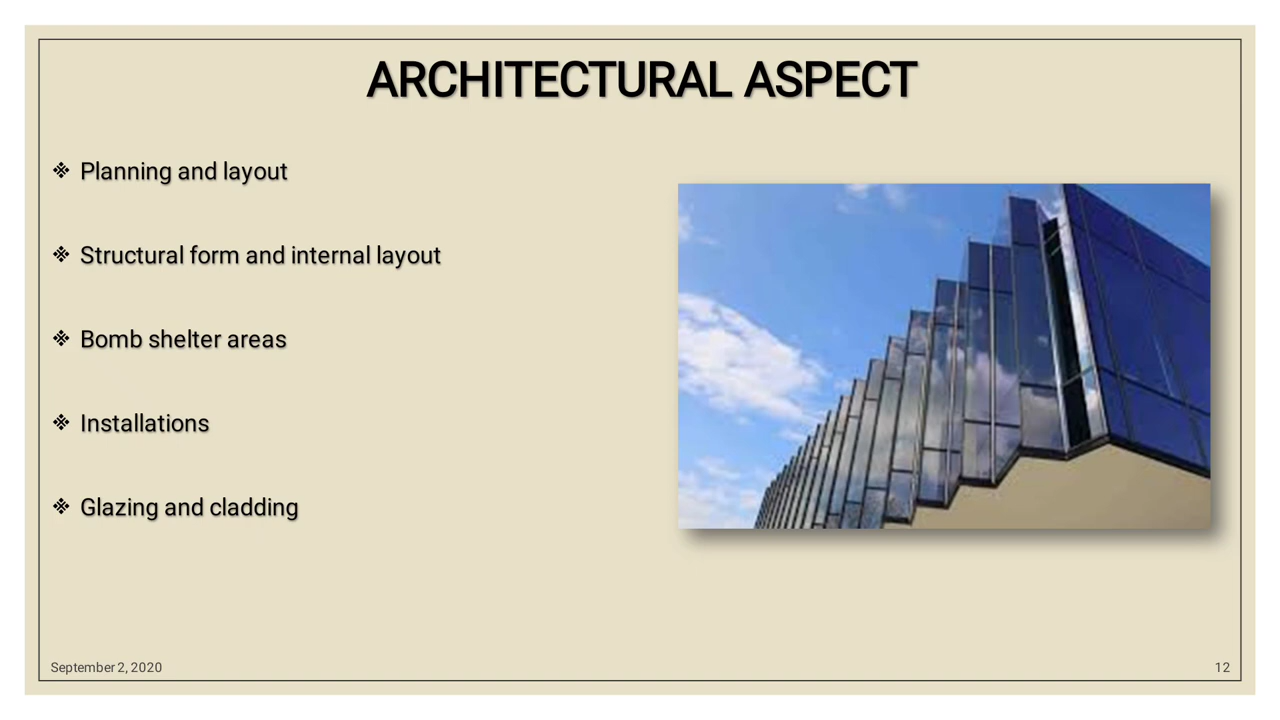 ARCHITECTURAL ASPECT
❖ Planning and layout
❖ Structural form and internal layout
❖ Bomb shelter areas
❖ Installations
❖ Glazing and cladding
September 2, 2020
12